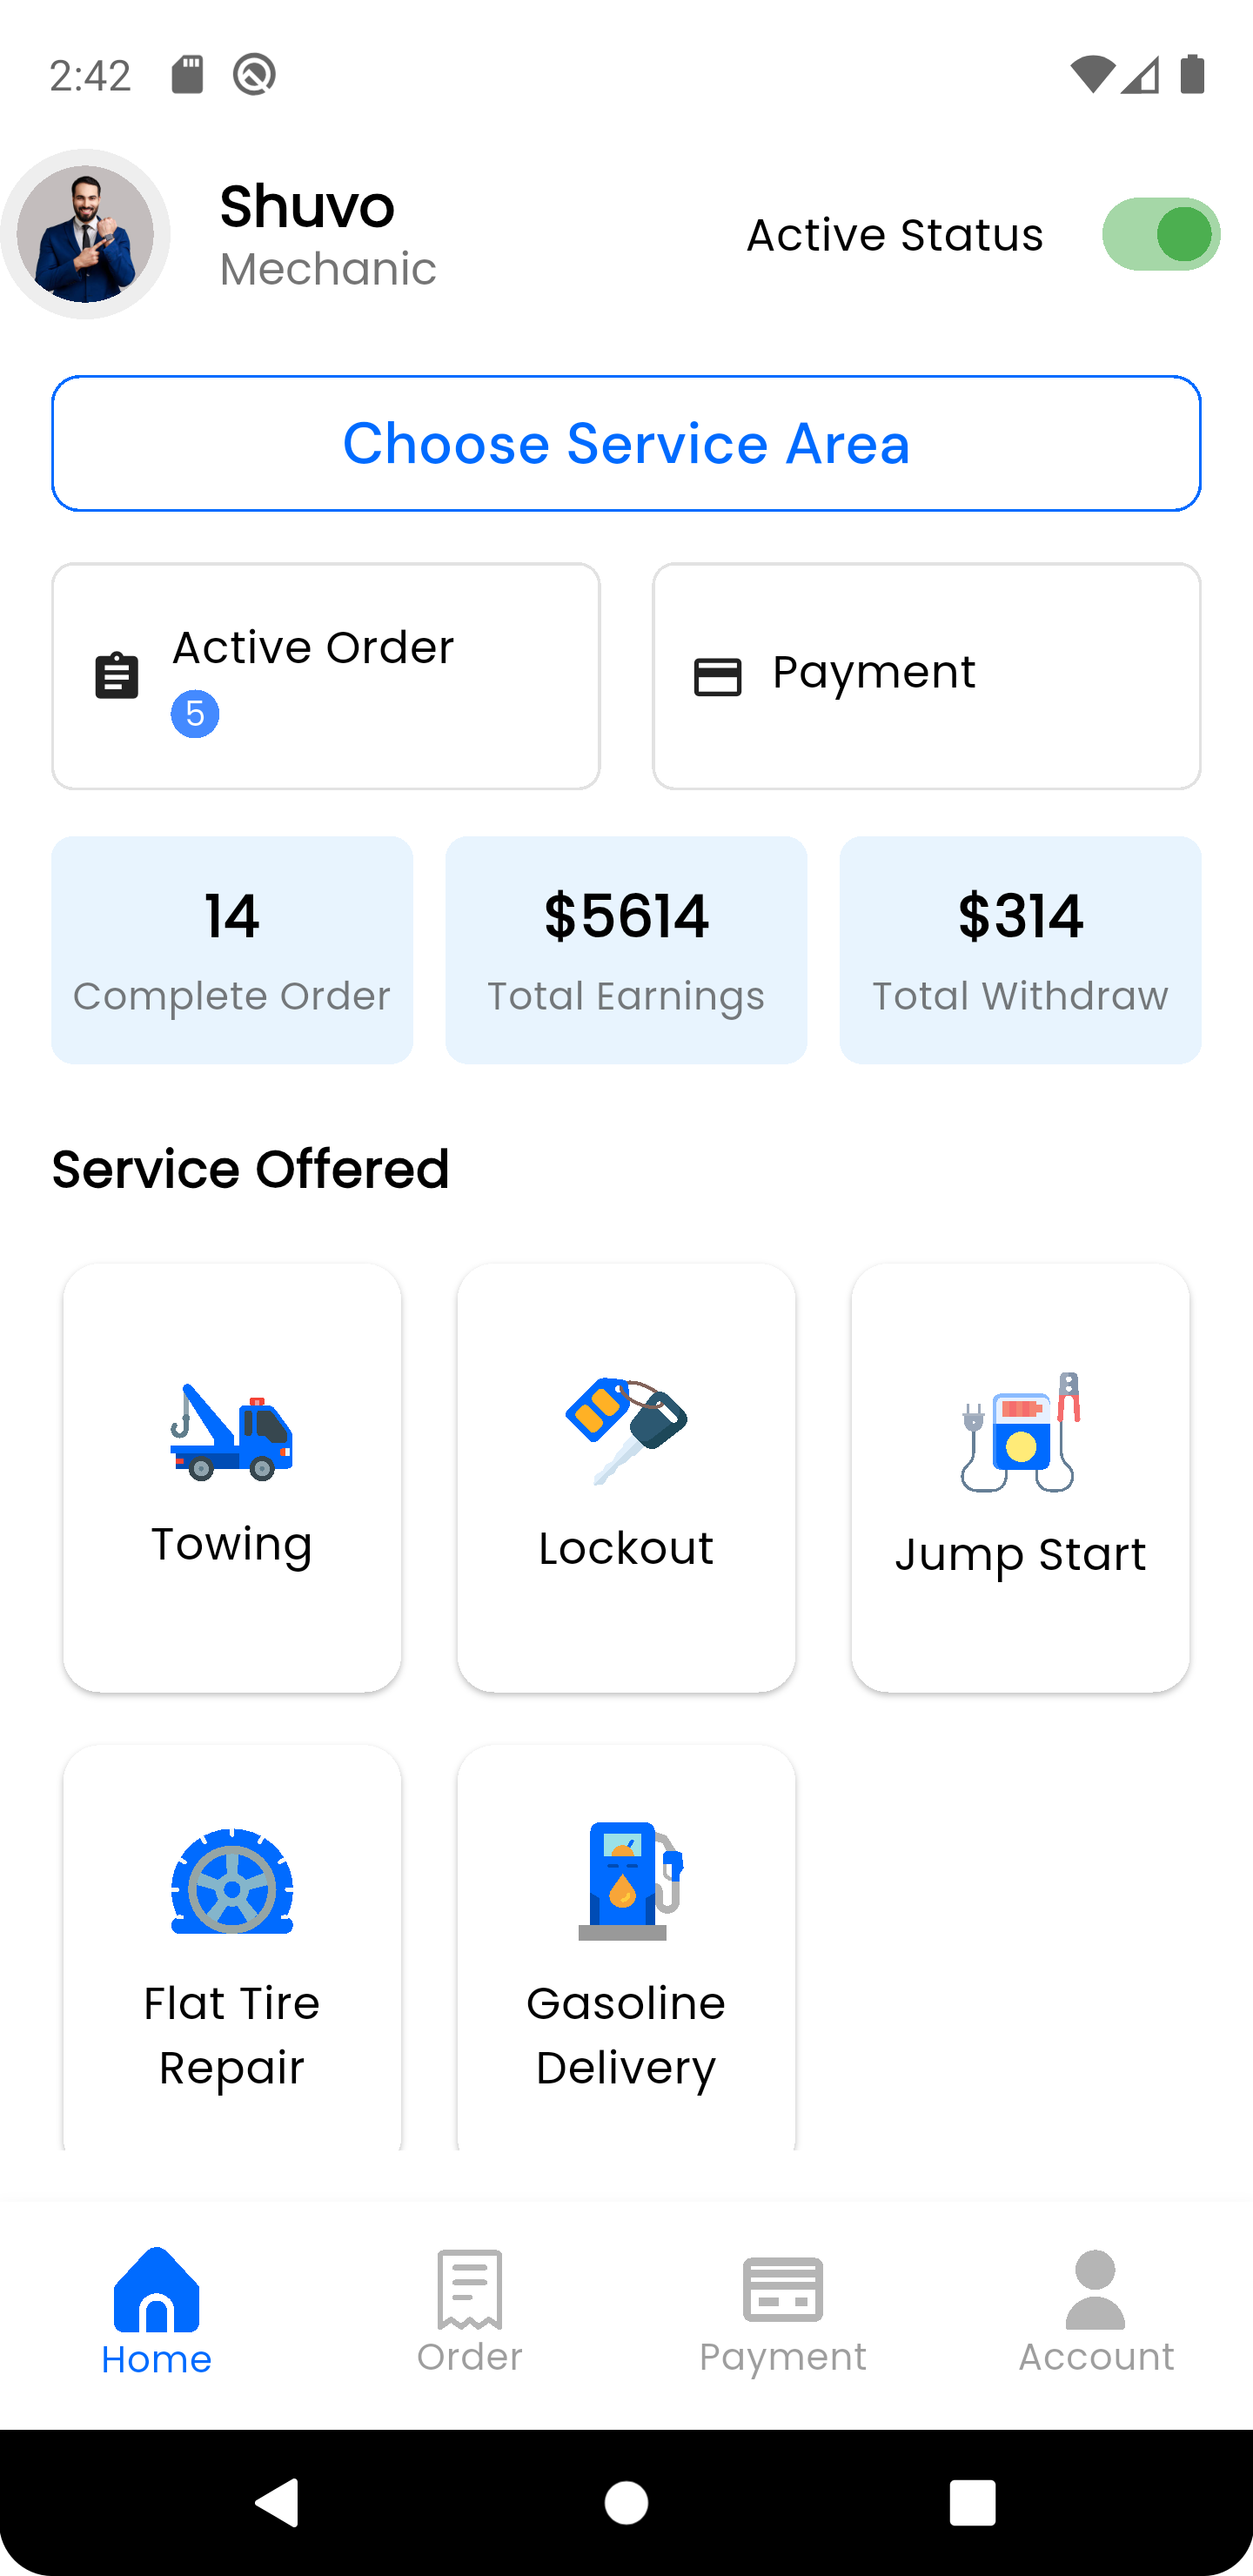 2:42
Shuvo
Mechanic
Active Status
Choose Service Area
Active Order
5
Payment
14
Complete Order
$5614
Total Earnings
$314
Total Withdraw
Service Offered
Towing
Lockout
Jump Start
Flat Tire
Repair
Gasoline
Delivery
Home
Order
Payment
Account